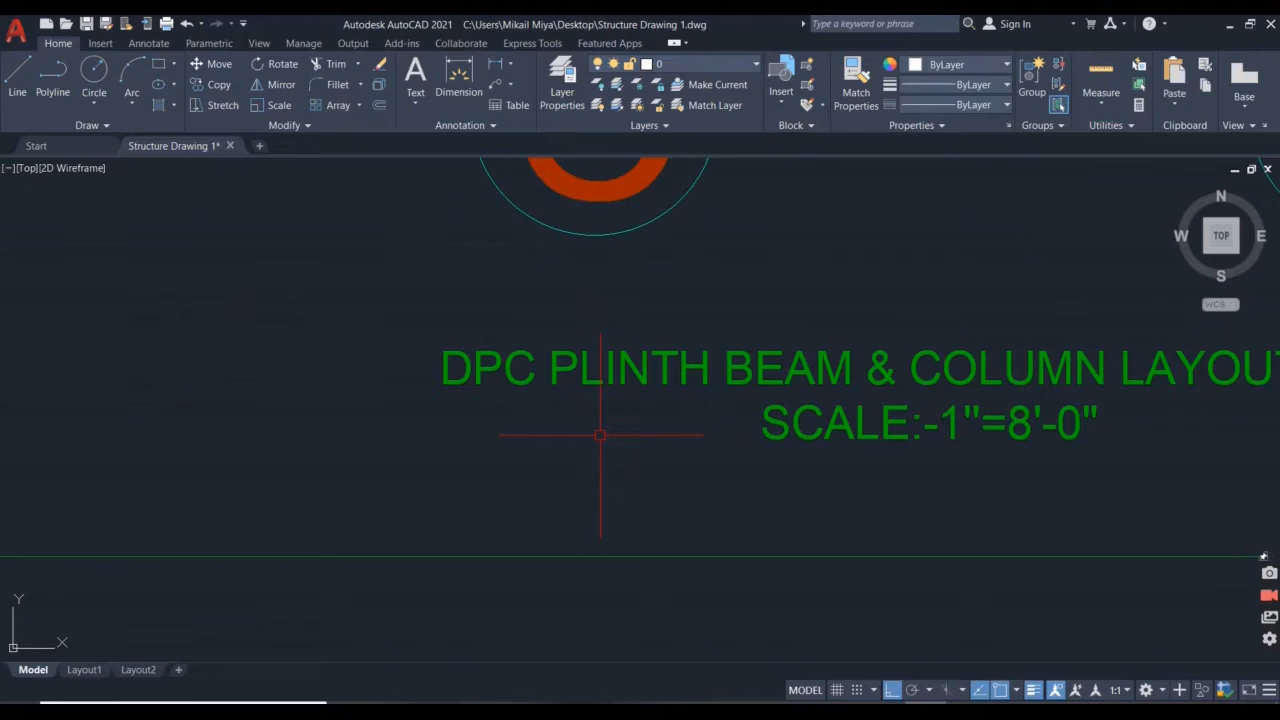 Autodesk AutoCAD 2021 C:\Users\Mikail Miya\Desktop\Structure Drawing 1.dwg
Type a keyword or phrase
Sign In
Home Insert Annotate Parametric View Manage Output Add-ins Collaborate Express Tools Featured Apps
Line
Polyline
Circle
Arc
Move
Rotate
Trim
Copy
Mirror
Fillet
Stretch
Scale
Array
Text
Dimension
Table
Layer
Properties
0
Make Current
Match Layer
Insert
Match
Properties
ByLayer
ByLayer
ByLayer
Group
Measure
Paste
Base
Draw
Modify
Annotation
Layers
Block
Properties
Groups
Utilities
Clipboard
View
Start
Structure Drawing 1*
[−][Top][2D Wireframe]
N
W
TOP
E
S
WCS
DPC PLINTH BEAM & COLUMN LAYOUT
SCALE:-1"=8'-0"
Y
X
Model Layout1 Layout2
MODEL
1:1